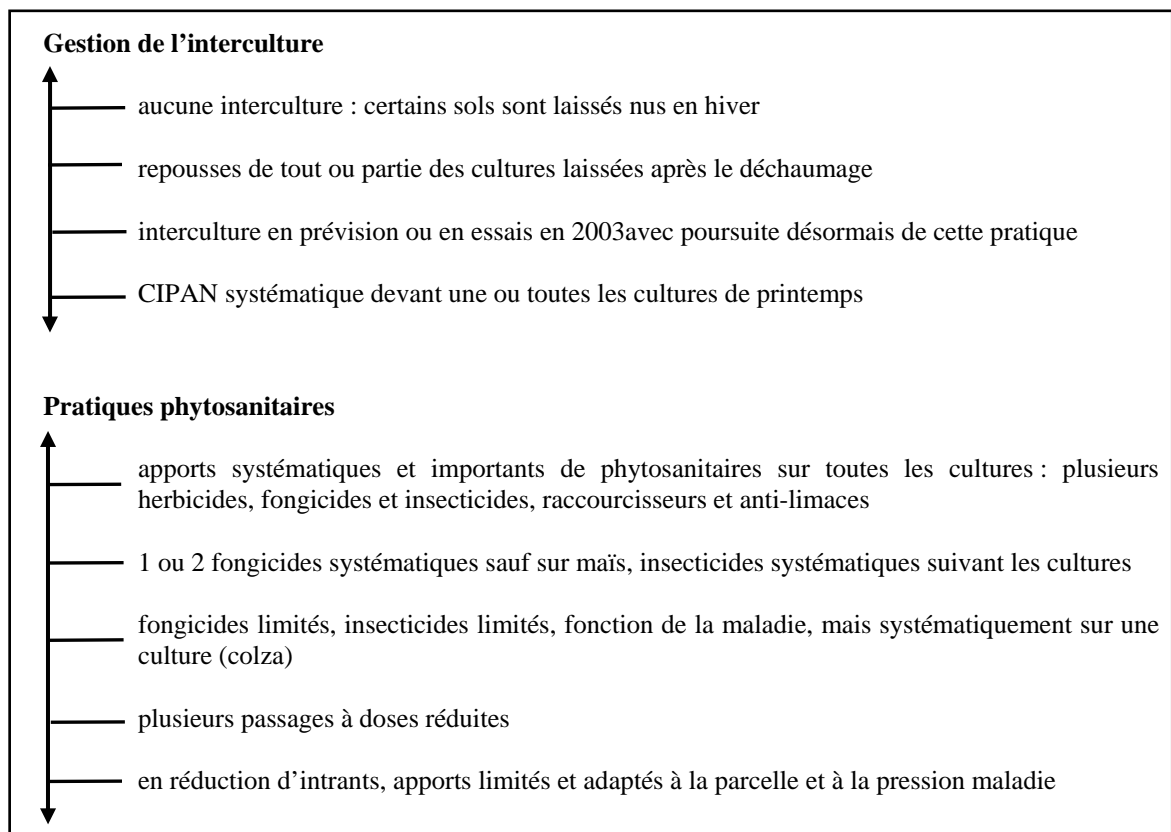 Gestion de l’interculture
aucune interculture : certains sols sont laissés nus en hiver
repousses de tout ou partie des cultures laissées après le déchaumage
interculture en prévision ou en essais en 2003avec poursuite désormais de cette pratique
CIPAN systématique devant une ou toutes les cultures de printemps
Pratiques phytosanitaires
apports systématiques et importants de phytosanitaires sur toutes les cultures : plusieurs
herbicides, fongicides et insecticides, raccourcisseurs et anti-limaces
1 ou 2 fongicides systématiques sauf sur maïs, insecticides systématiques suivant les cultures
fongicides limités, insecticides limités, fonction de la maladie, mais systématiquement sur une
culture (colza)
plusieurs passages à doses réduites
en réduction d’intrants, apports limités et adaptés à la parcelle et à la pression maladie